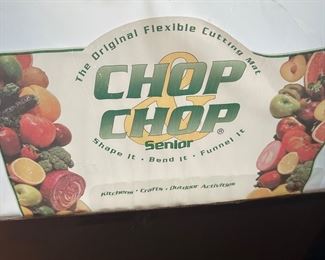 The Original Flexible Cutting Mat
CHOP
&
CHOP®
Senior
Shape It • Bend It • Funnel It
Kitchens • Crafts • Outdoor Activities